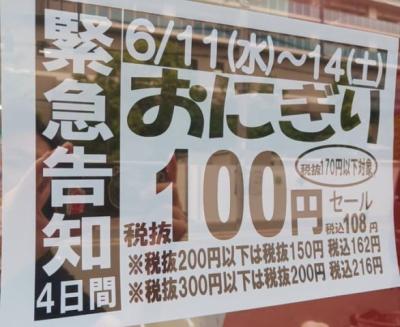 緊急告知
4日間
6/11(水)〜14(土)
おにぎり
税抜170円以下対象
税抜100円セール
税込108円
※税抜200円以下は税抜150円 税込162円
※税抜300円以下は税抜200円 税込216円